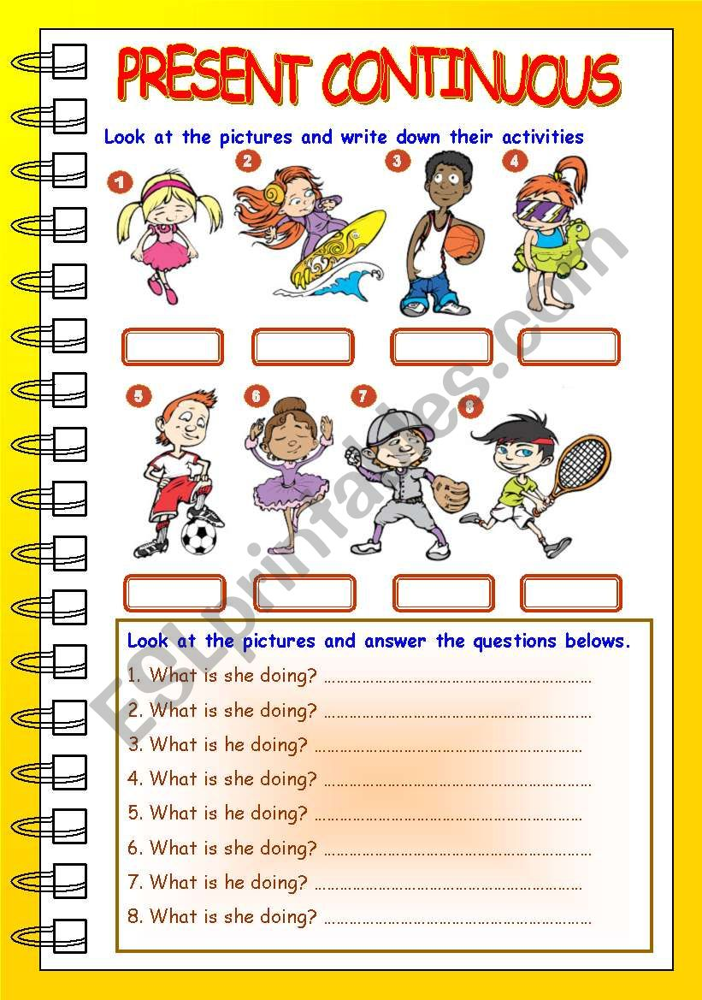 PRESENT CONTINUOUS
Look at the pictures and write down their activities
1
2
3
4
5
6
7
8
Look at the pictures and answer the questions belows.
1. What is she doing? ............................................................
2. What is she doing? ............................................................
3. What is he doing? ............................................................
4. What is she doing? ............................................................
5. What is he doing? ............................................................
6. What is she doing? ............................................................
7. What is he doing? ............................................................
8. What is she doing? ............................................................
ESLprintables.com